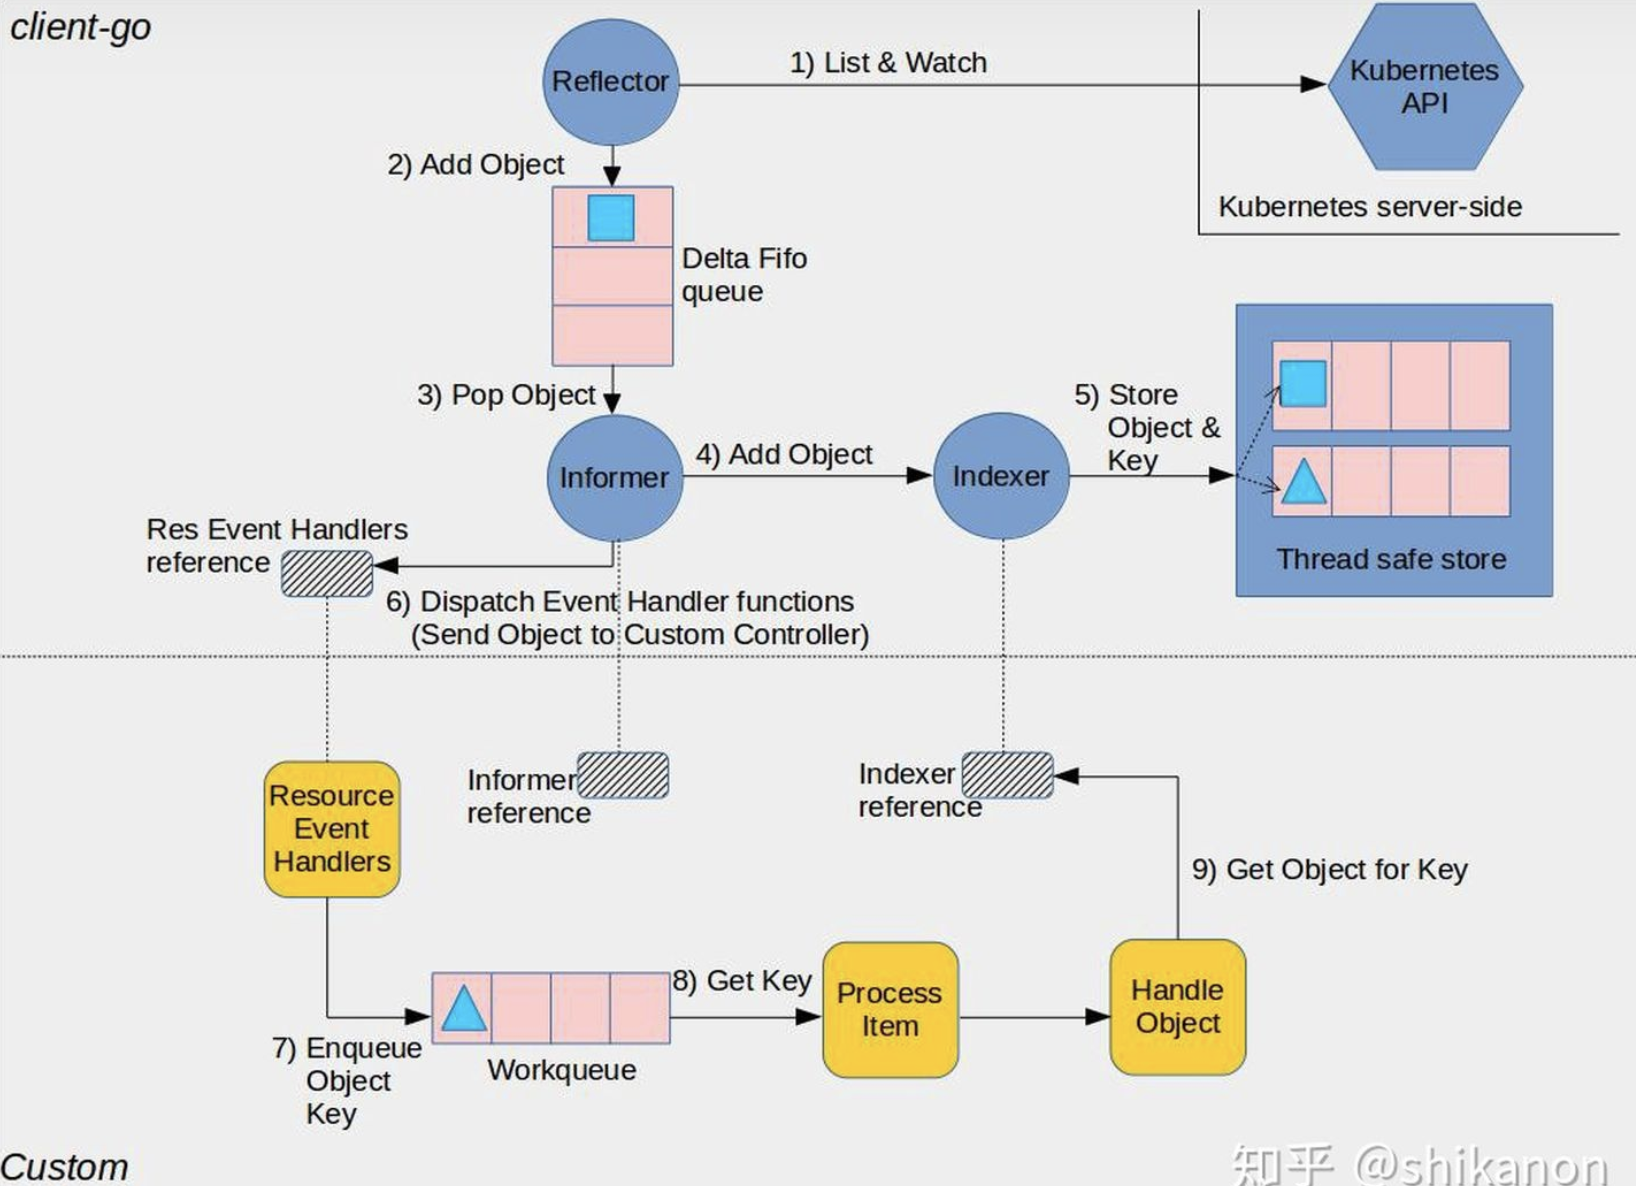 client-go
Reflector
1) List & Watch
Kubernetes
API
2) Add Object
Kubernetes server-side
Delta Fifo
queue
3) Pop Object
Informer
4) Add Object
Indexer
5) Store
Object &
Key
Thread safe store
Res Event Handlers
reference
6) Dispatch Event Handler functions
(Send Object to Custom Controller)
Resource
Event
Handlers
Informer
reference
Indexer
reference
9) Get Object for Key
7) Enqueue
Object
Key
Workqueue
8) Get Key
Process
Item
Handle
Object
Custom
知乎 @shikanon